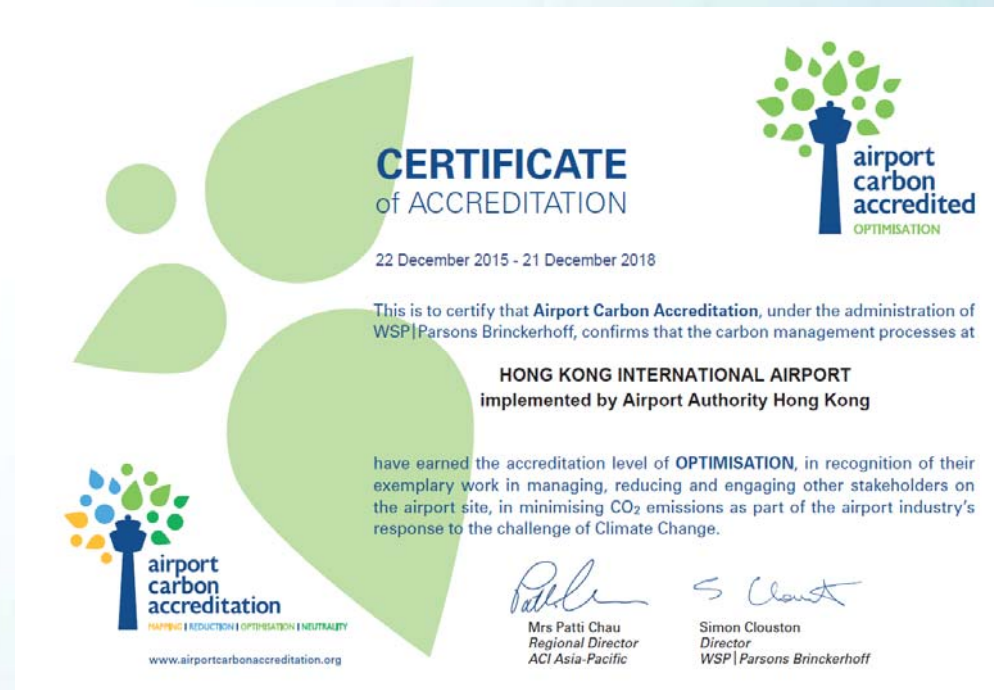 airport
carbon
accredited
OPTIMISATION
CERTIFICATE
of ACCREDITATION
22 December 2015 - 21 December 2018
This is to certify that Airport Carbon Accreditation, under the administration of
WSP|Parsons Brinckerhoff, confirms that the carbon management processes at
HONG KONG INTERNATIONAL AIRPORT
implemented by Airport Authority Hong Kong
have earned the accreditation level of OPTIMISATION, in recognition of their
exemplary work in managing, reducing and engaging other stakeholders on
the airport site, in minimising CO₂ emissions as part of the airport industry's
response to the challenge of Climate Change.
airport
carbon
accreditation
MAPPING | REDUCTION | OPTIMISATION | NEUTRALITY
www.airportcarbonaccreditation.org
Mrs Patti Chau
Regional Director
ACI Asia-Pacific
S Cloust
Simon Clouston
Director
WSP|Parsons Brinckerhoff